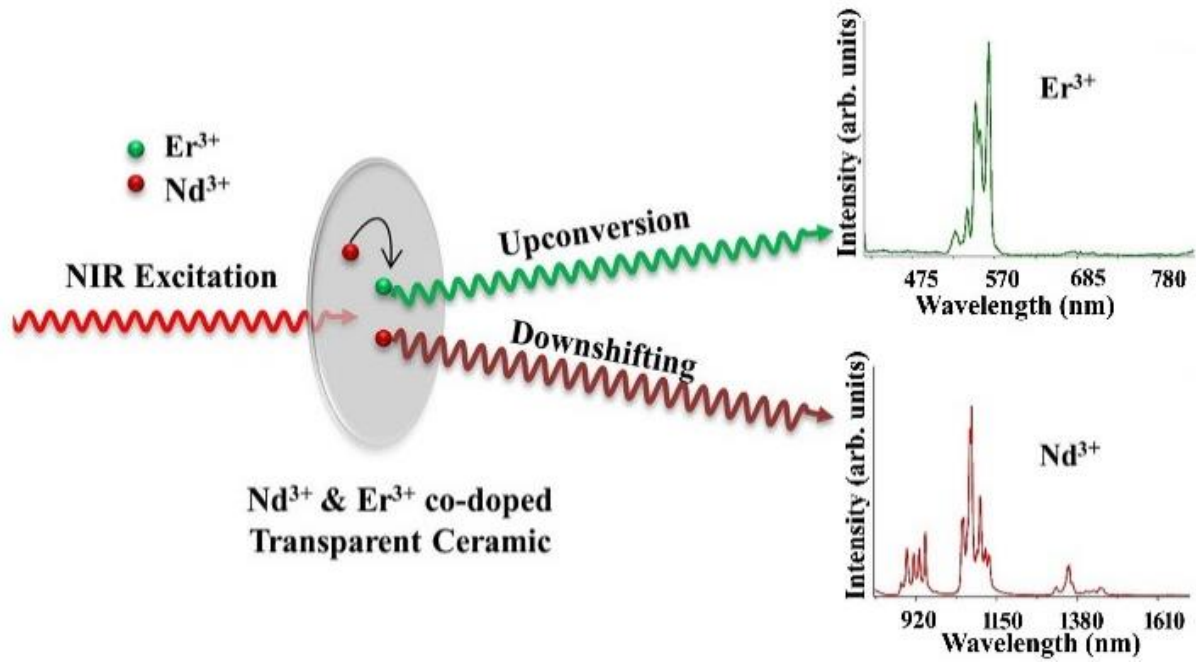 Er³⁺
Nd³⁺
NIR Excitation
Upconversion
Downshifting
Nd³⁺ & Er³⁺ co-doped
Transparent Ceramic
Intensity (arb. units)
Er³⁺
475 570 685 780
Wavelength (nm)
Intensity (arb. units)
Nd³⁺
920 1150 1380 1610
Wavelength (nm)